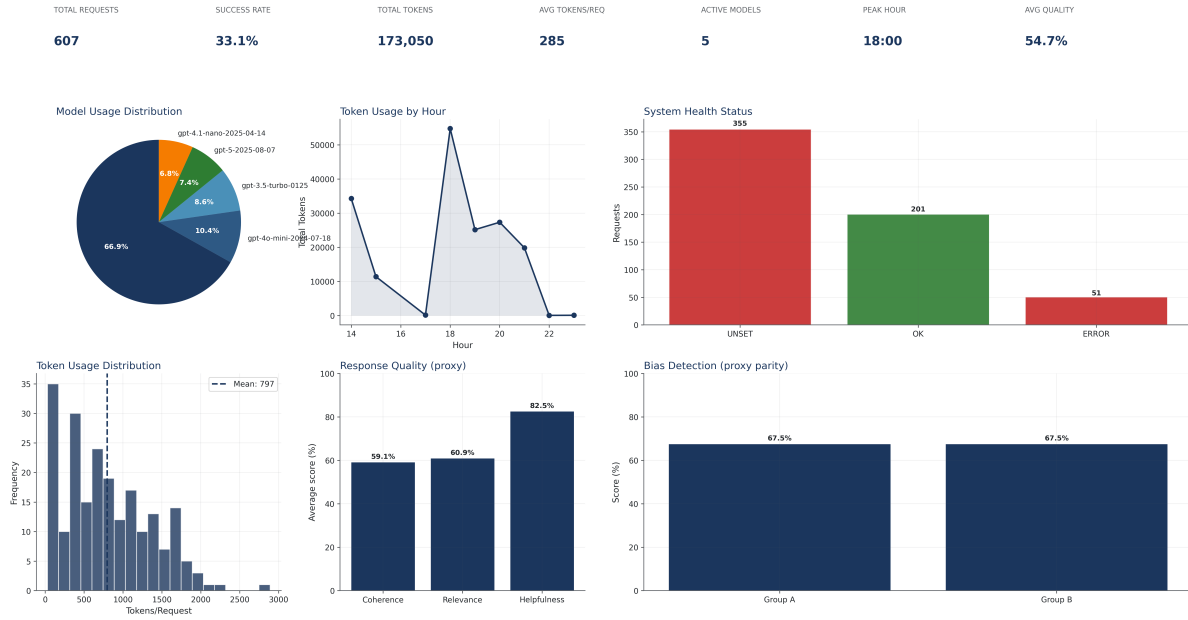 TOTAL REQUESTS
607
SUCCESS RATE
33.1%
TOTAL TOKENS
173,050
AVG TOKENS/REQ
285
ACTIVE MODELS
5
PEAK HOUR
18:00
AVG QUALITY
54.7%
Model Usage Distribution
gpt-4.1-nano-2025-04-14
gpt-5-2025-08-07
gpt-3.5-turbo-0125
gpt-4o-mini-2024-07-18
6.8%
7.4%
8.6%
10.4%
66.9%
Token Usage by Hour
Total Tokens
50000
40000
30000
20000
10000
0
14
16
18
20
22
Hour
System Health Status
Requests
350
300
250
200
150
100
50
0
355
201
51
UNSET
OK
ERROR
Token Usage Distribution
Mean: 797
Frequency
35
30
25
20
15
10
5
0
0
500
1000
1500
2000
2500
3000
Tokens/Request
Response Quality (proxy)
Average score (%)
100
80
60
40
20
0
59.1%
60.9%
82.5%
Coherence
Relevance
Helpfulness
Bias Detection (proxy parity)
Score (%)
100
80
60
40
20
0
67.5%
67.5%
Group A
Group B